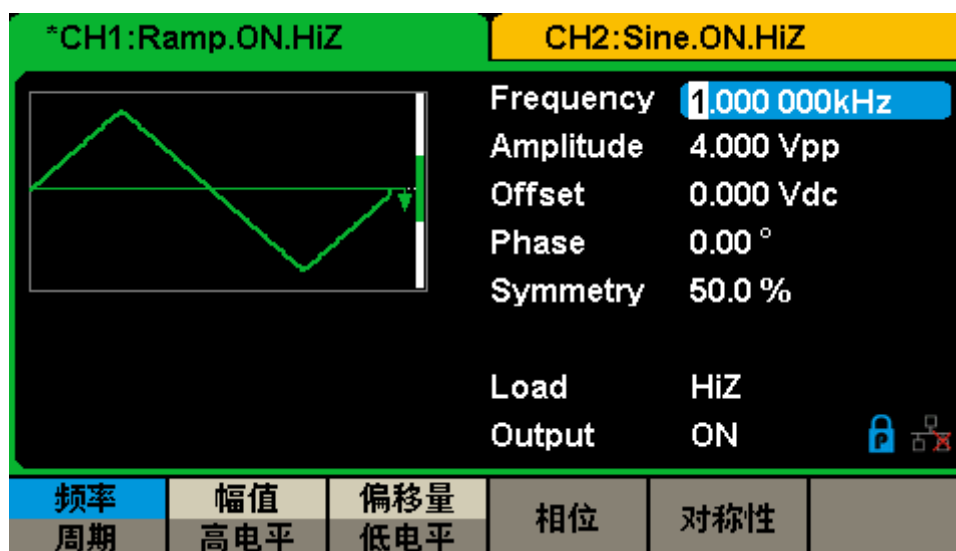 *CH1:Ramp.ON.HiZ CH2:Sine.ON.HiZ
Frequency 1.000 000kHz
Amplitude 4.000 Vpp
Offset 0.000 Vdc
Phase 0.00 °
Symmetry 50.0 %
Load HiZ
Output ON
P
频率 幅值 偏移量 相位 对称性
周期 高电平 低电平